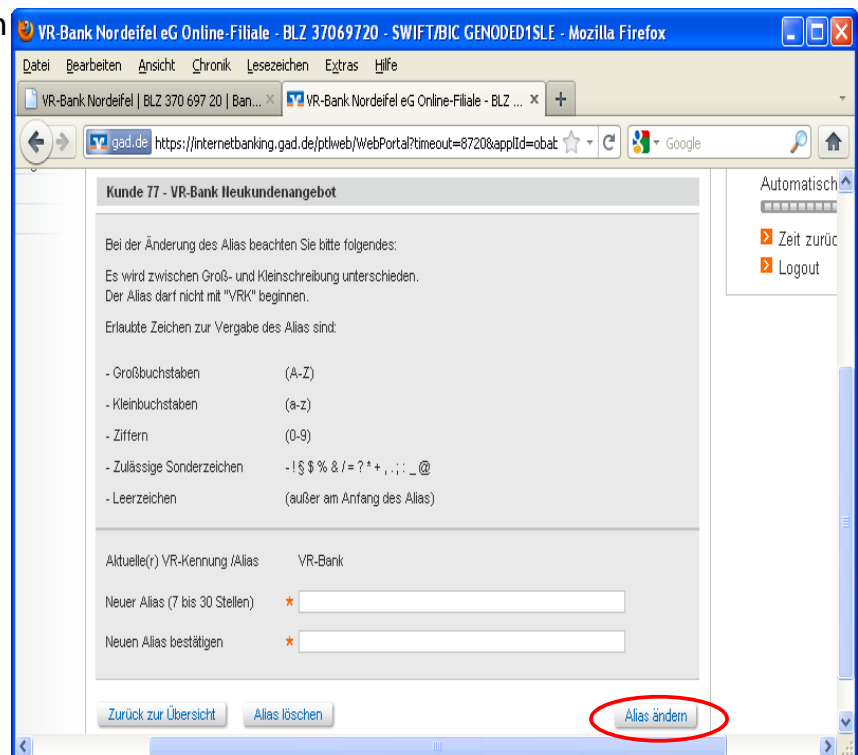 n
VR-Bank Nordeifel eG Online-Filiale - BLZ 37069720 - SWIFT/BIC GENODED1SLE - Mozilla Firefox
Datei Bearbeiten Ansicht Chronik Lesezeichen Extras Hilfe
VR-Bank Nordeifel | BLZ 370 697 20 | Ban... VR-Bank Nordeifel eG Online-Filiale - BLZ ...
gad.de https://internetbanking.gad.de/ptlweb/WebPortal?timeout=8720&applId=obab Google
Kunde 77 - VR-Bank Neukundenangebot
Automatisch
Zeit zurüc
Logout
Bei der Änderung des Alias beachten Sie bitte folgendes:
Es wird zwischen Groß- und Kleinschreibung unterschieden.
Der Alias darf nicht mit "VRK" beginnen.
Erlaubte Zeichen zur Vergabe des Alias sind:
- Großbuchstaben (A-Z)
- Kleinbuchstaben (a-z)
- Ziffern (0-9)
- Zulässige Sonderzeichen - ! § $ % & / = ? * + , . ; : _ @
- Leerzeichen (außer am Anfang des Alias)
Aktuelle(r) VR-Kennung /Alias VR-Bank
Neuer Alias (7 bis 30 Stellen) *
Neuen Alias bestätigen *
Zurück zur Übersicht Alias löschen Alias ändern